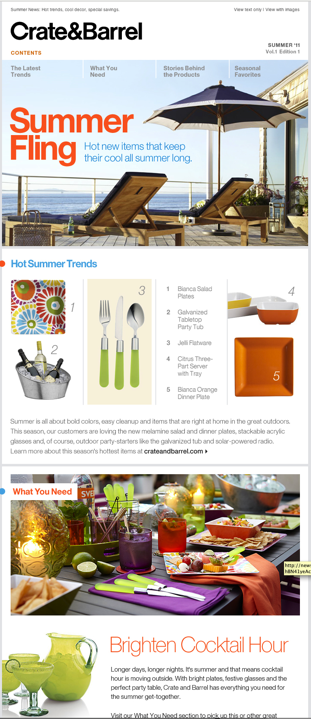 Summer News: Hot trends, cool decor, special savings.
View text only / View with images
Crate&Barrel
SUMMER '11
Vol.1 Edition 1
CONTENTS
The Latest
Trends
What You
Need
Stories Behind
the Products
Seasonal
Favorites
Summer
Fling
Hot new items that keep
their cool all summer long.
Hot Summer Trends
1
2
3
1 Bianca Salad
Plates
2 Galvanized
Tabletop
Party Tub
3 Jelli Flatware
4 Citrus Three-
Part Server
with Tray
5 Bianca Orange
Dinner Plate
4
5
Summer is all about bold colors, easy cleanup and items that are right at home in the great outdoors.
This season, our customers are loving the new melamine salad and dinner plates, stackable acrylic
glasses and, of course, outdoor party-starters like the galvanized tub and solar-powered radio.
Learn more about this season's hottest items at crateandbarrel.com
What You Need
http://new
Brighten Cocktail Hour
Longer days, longer nights. It's summer and that means cocktail
hour is moving outside. With bright plates, festive glasses and the
perfect party table, Crate and Barrel has everything you need for
the summer get-together.
Visit our What You Need section to pick up this or other great